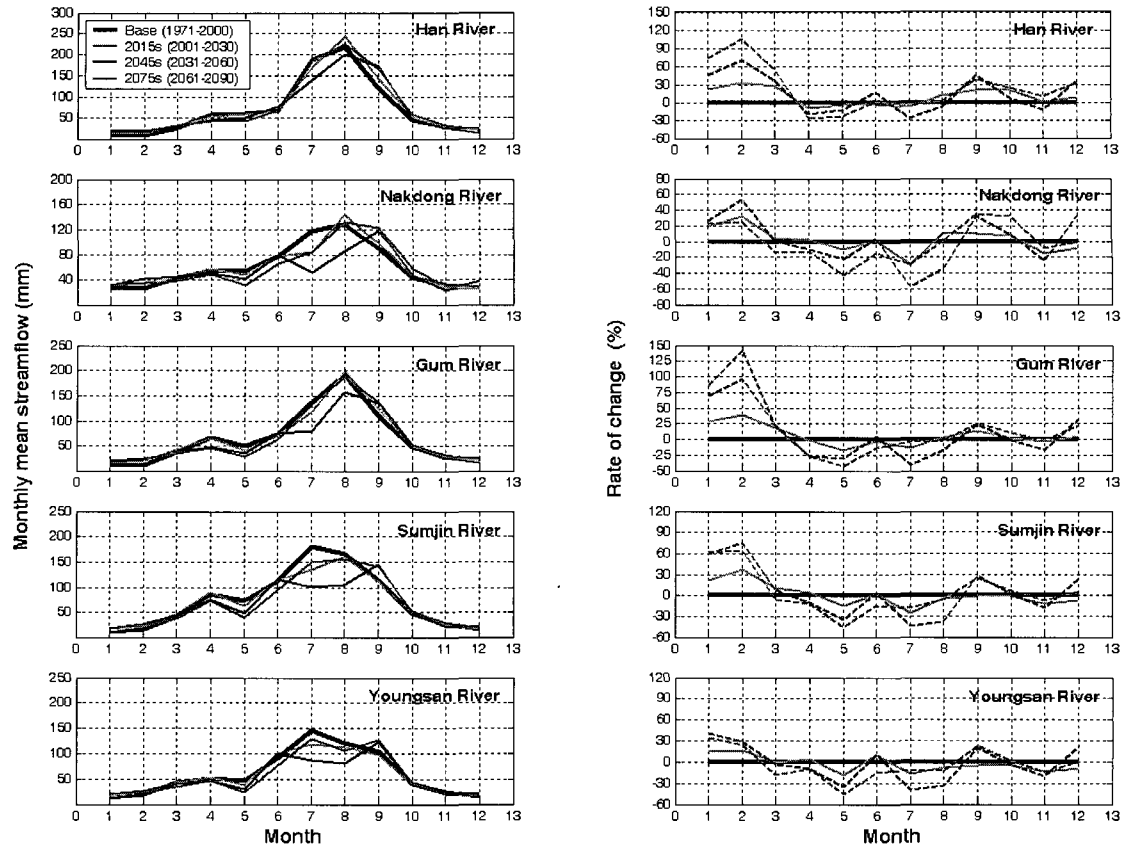 Monthly mean streamflow (mm)
300
250
200
150
100
50
0 1 2 3 4 5 6 7 8 9 10 11 12 13
Han River
Base (1971-2000)
2015s (2001-2030)
2045s (2031-2060)
2075s (2061-2090)
200
160
120
80
40
0 1 2 3 4 5 6 7 8 9 10 11 12 13
Nakdong River
250
200
150
100
50
0 1 2 3 4 5 6 7 8 9 10 11 12 13
Gum River
250
200
150
100
50
0 1 2 3 4 5 6 7 8 9 10 11 12 13
Sumjin River
250
200
150
100
50
0 1 2 3 4 5 6 7 8 9 10 11 12 13
Youngsan River
Month
Rate of change (%)
150
120
90
60
30
0
-30
-60
0 1 2 3 4 5 6 7 8 9 10 11 12 13
Han River
80
60
40
20
0
-20
-40
-60
-80
0 1 2 3 4 5 6 7 8 9 10 11 12 13
Nakdong River
150
125
100
75
50
25
0
-25
-50
0 1 2 3 4 5 6 7 8 9 10 11 12 13
Gum River
120
90
60
30
0
-30
-60
0 1 2 3 4 5 6 7 8 9 10 11 12 13
Sumjin River
120
90
60
30
0
-30
-60
0 1 2 3 4 5 6 7 8 9 10 11 12 13
Youngsan River
Month